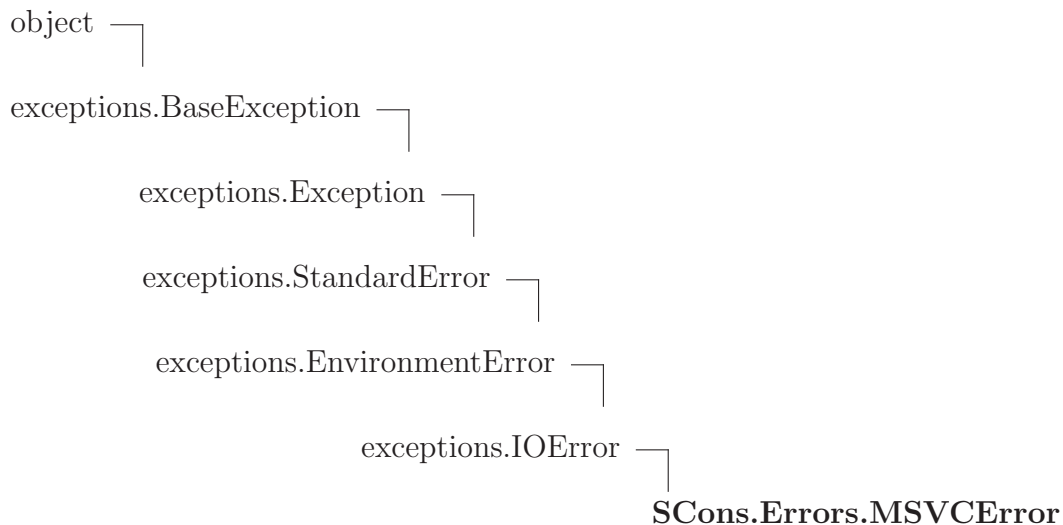 object
exceptions.BaseException
exceptions.Exception
exceptions.StandardError
exceptions.EnvironmentError
exceptions.IOError
SCons.Errors.MSVCError